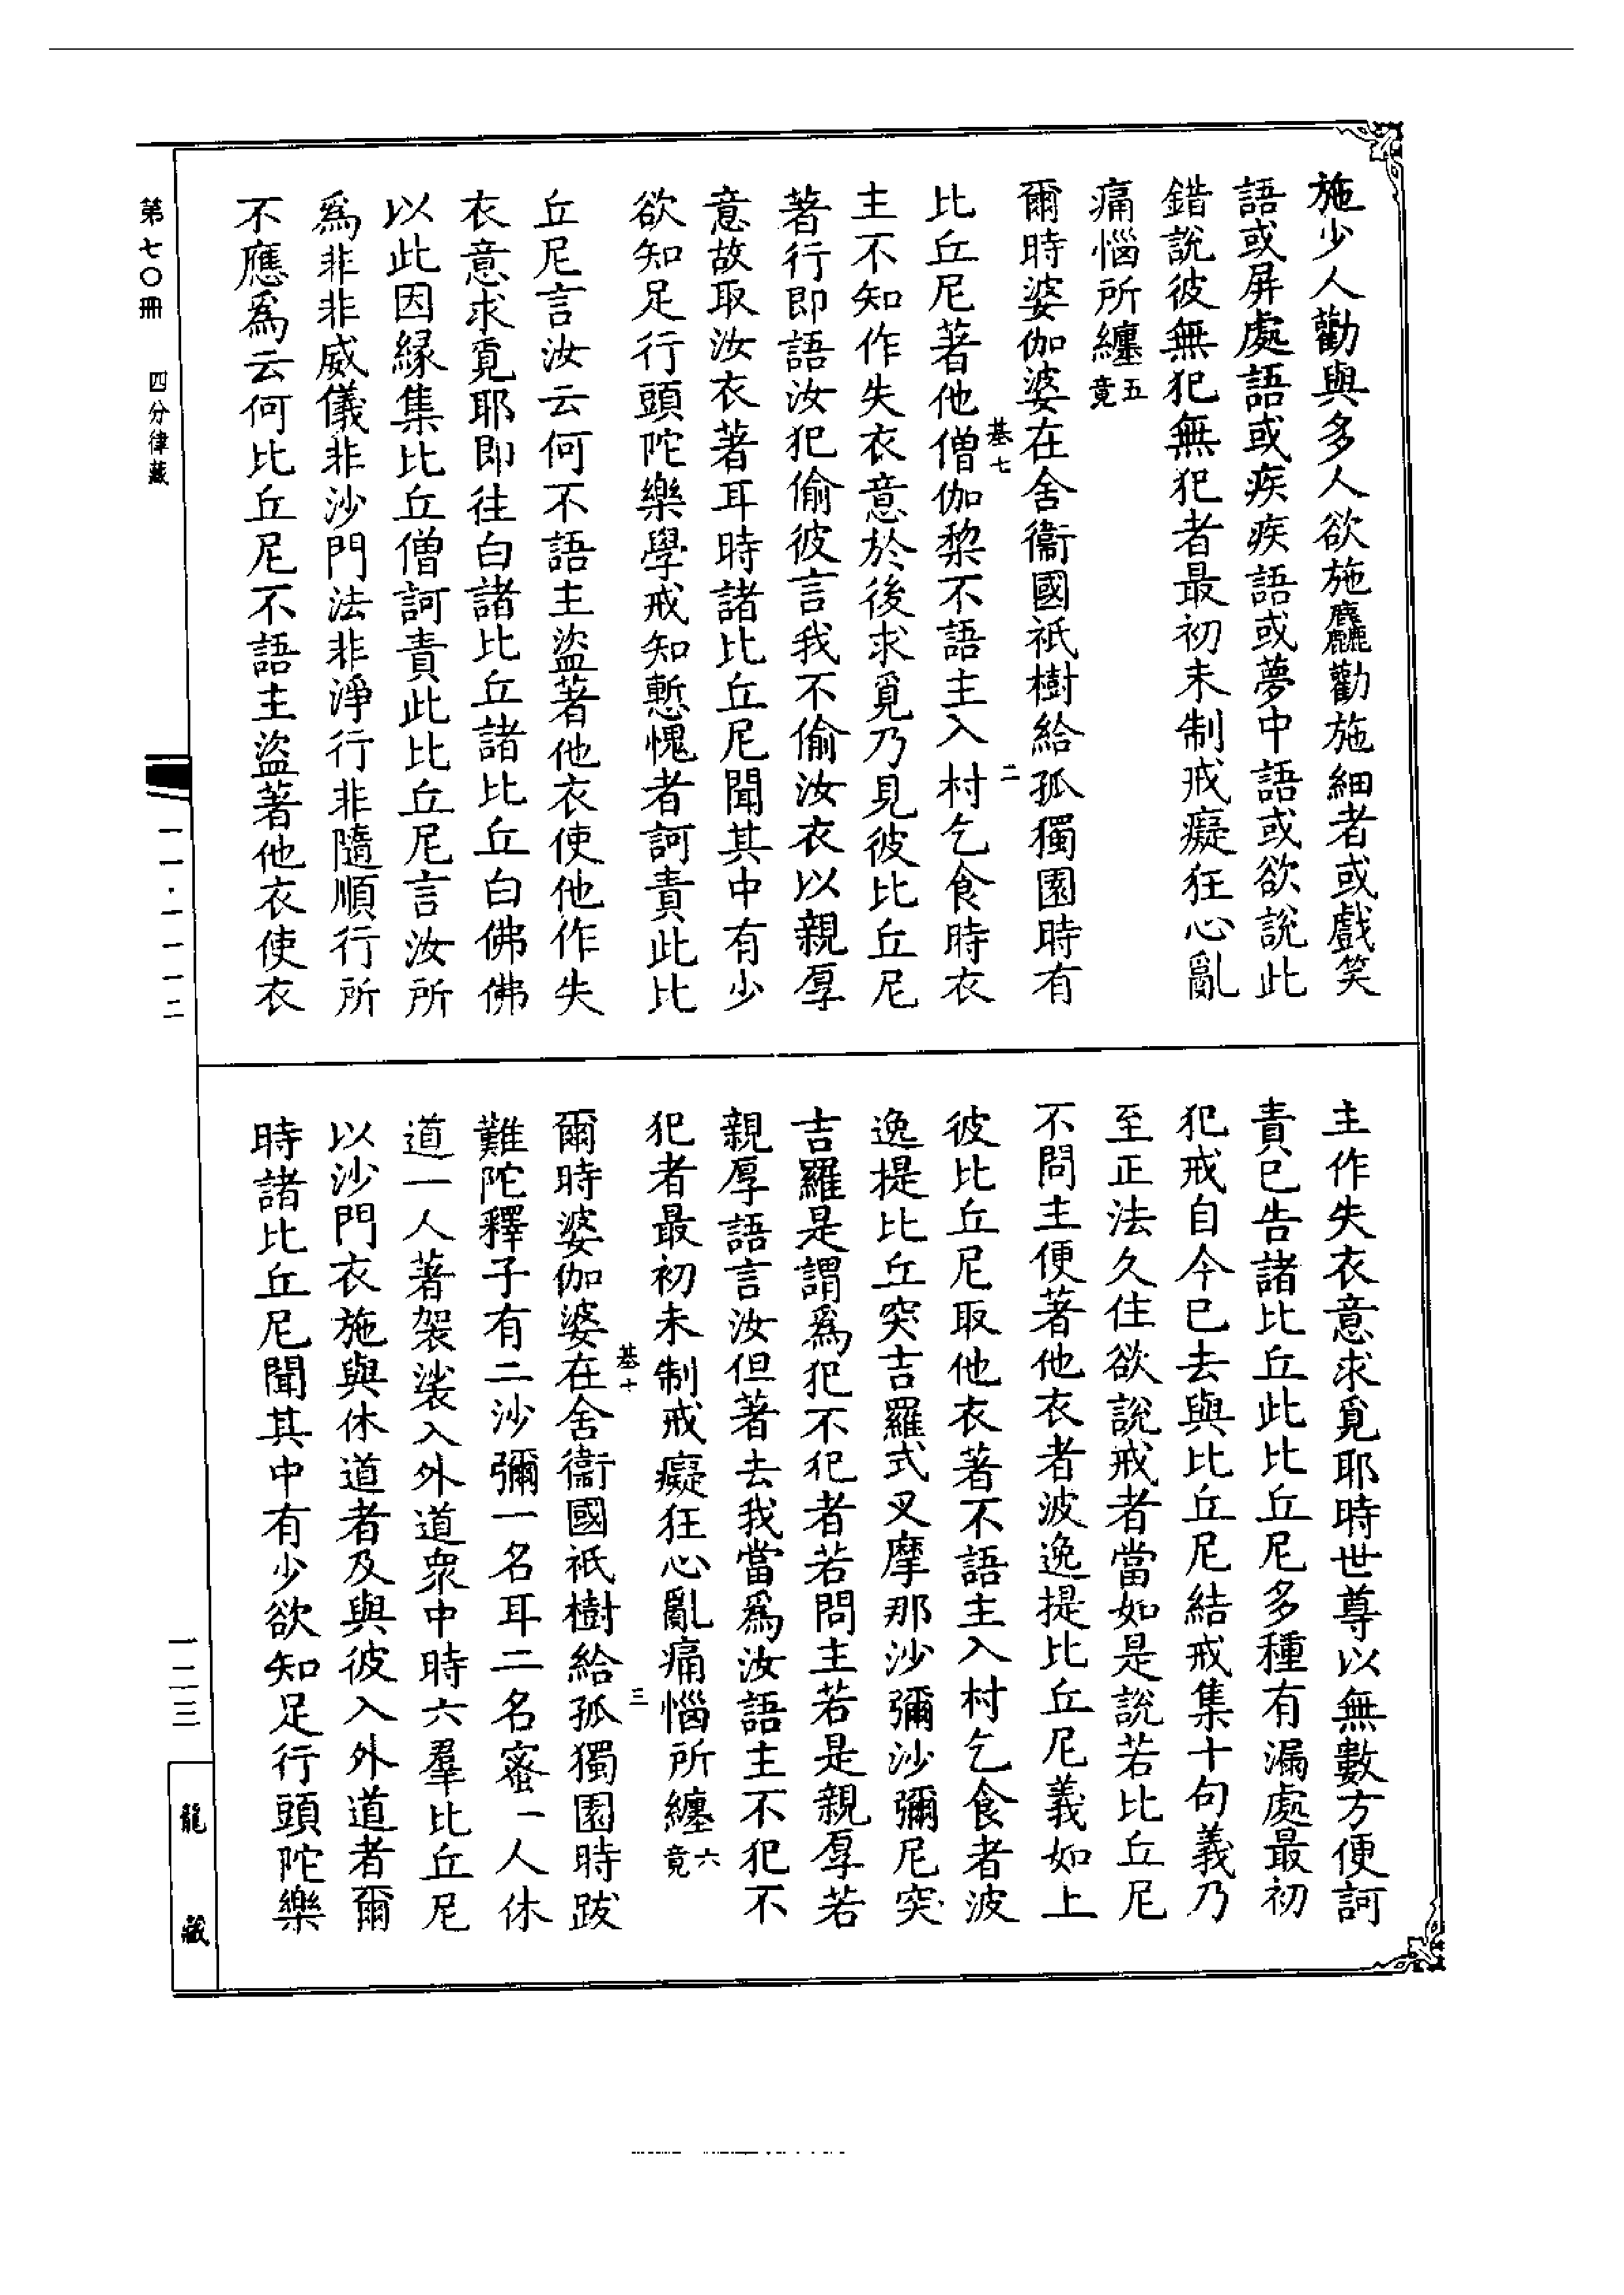 施少人勸與多人欲施麤勸施細者或戲笑
語或屏處語或疾疾語或夢中語或欲說此
錯說彼無犯無犯者最初未制戒癡狂心亂
痛惱所纏五竟
爾時婆伽婆在舍衞國祇樹給孤獨園時有
基七
二
比丘尼著他僧伽黎不語主入村乞食時衣
主不知作失衣意於後求覓乃見彼比丘尼
著行即語汝犯偷彼言我不偷汝衣以親厚
意故取汝衣著耳時諸比丘尼聞其中有少
欲知足行頭陀樂學戒知慙愧者訶責此比
丘尼言汝云何不語主盜著他衣使他作失
衣意求覓耶即往白諸比丘諸比丘白佛佛
以此因緣集比丘僧訶責此比丘尼言汝所
為非非威儀非沙門法非淨行非隨順行所
不應為云何比丘尼不語主盜著他衣使衣
主作失衣意求覓耶時世尊以無數方便訶
責已告諸比丘此比丘尼多種有漏處最初
犯戒自今已去與比丘尼結戒集十句義乃
至正法久住欲說戒者當如是說若比丘尼
不問主便著他衣者波逸提比丘尼義如上
彼比丘尼取他衣著不語主入村乞食者波
逸提比丘突吉羅式叉摩那沙彌沙彌尼突
吉羅是謂為犯不犯者若問主若是親厚若
親厚語言汝但著去我當為汝語主不犯不
犯者最初未制戒癡狂心亂痛惱所纏六竟
基十
三
爾時婆伽婆在舍衞國祇樹給孤獨園時跋
難陀釋子有二沙彌一名耳二名蜜一人休
道一人著袈裟入外道眾中時六羣比丘尼
以沙門衣施與休道者及與彼入外道者爾
時諸比丘尼聞其中有少欲知足行頭陀樂
第七〇冊 四分律藏
一一·一一一二
一二三
龍藏